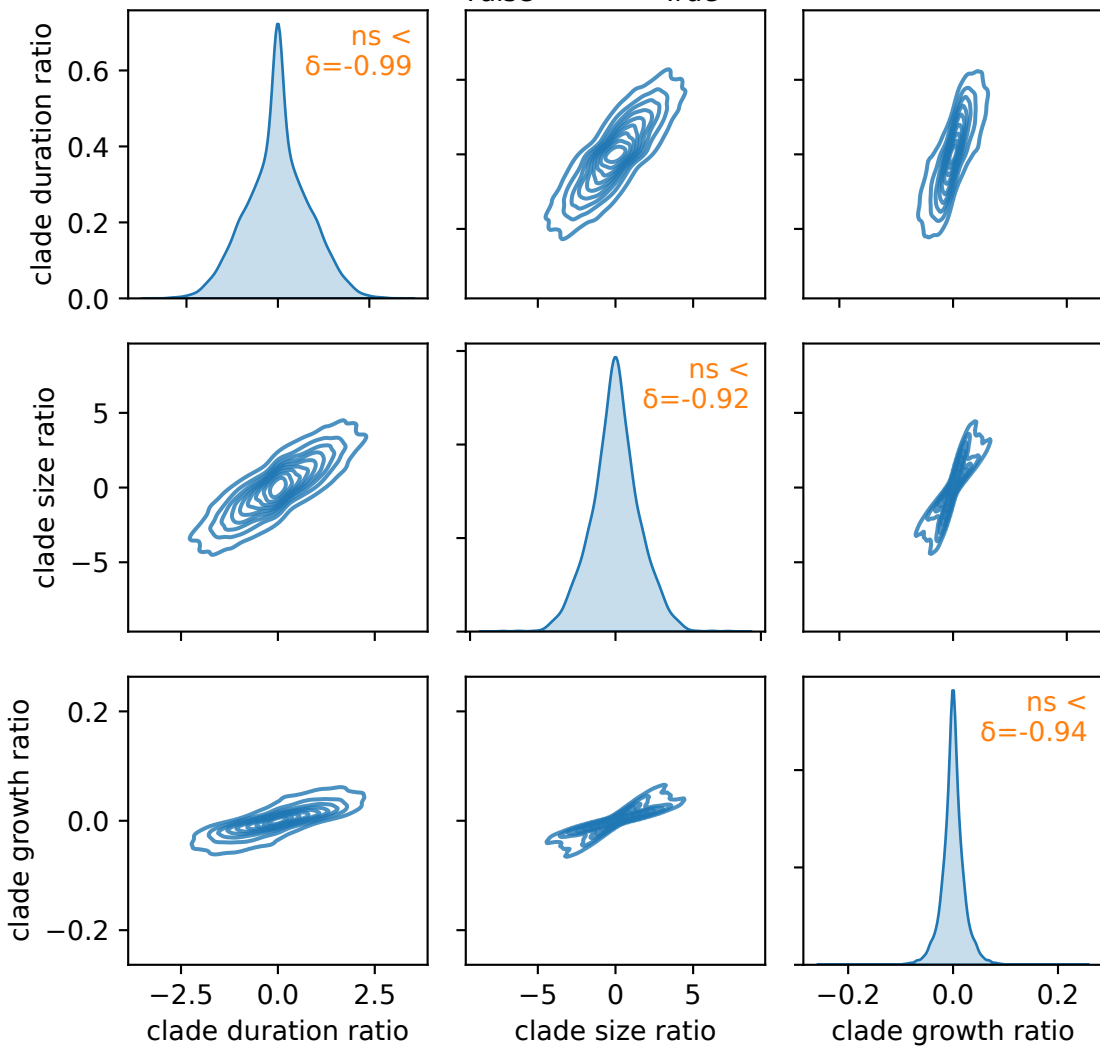 ns <
δ=-0.99
clade duration ratio
0.6
0.4
0.2
0.0
ns <
δ=-0.92
clade size ratio
5
0
−5
ns <
δ=-0.94
clade growth ratio
0.2
0.0
−0.2
−2.5 0.0 2.5
−5 0 5
−0.2 0.0 0.2
clade duration ratio
clade size ratio
clade growth ratio